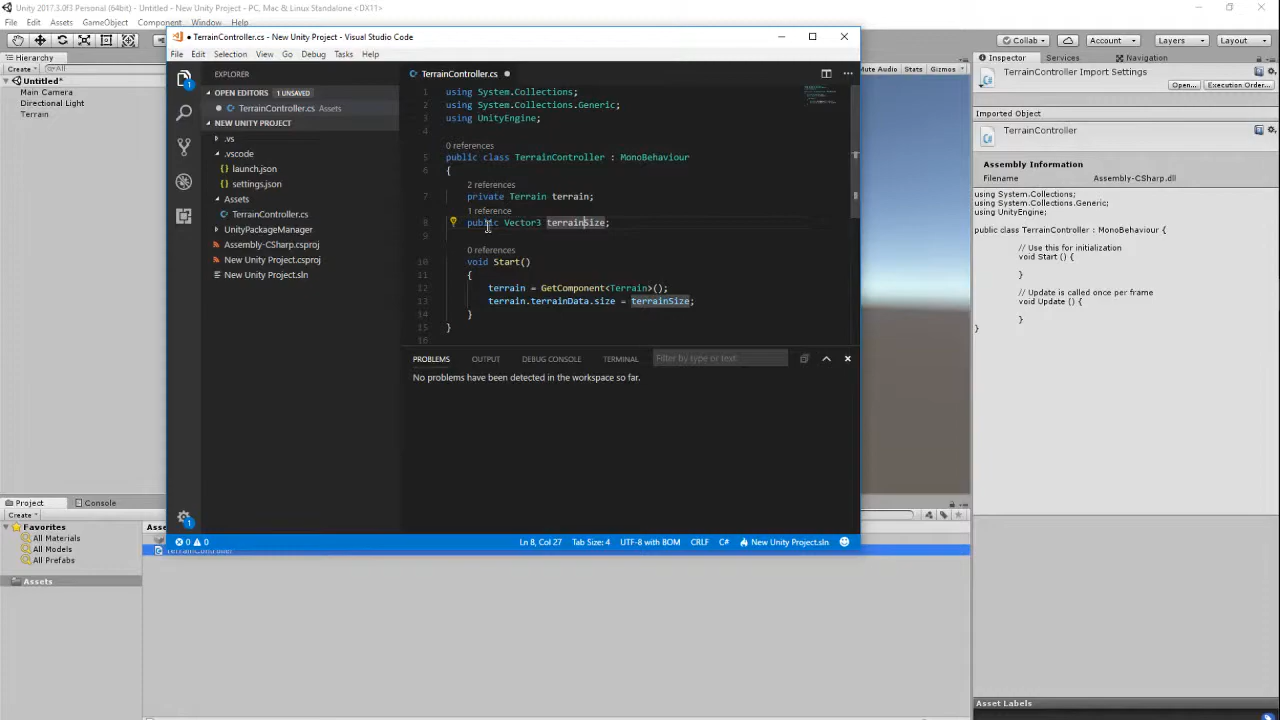 Unity 2017.3.0f3 Personal (64bit) - Untitled - New Unity Project - PC, Mac & Linux Standalone <DX11>
File Edit Assets GameObject Component Window Help
Collab Account Layers Layout
Hierarchy
Create All
Untitled*
Main Camera
Directional Light
Terrain
TerrainController.cs - New Unity Project - Visual Studio Code
File Edit Selection View Go Debug Tasks Help
EXPLORER
OPEN EDITORS 1 UNSAVED
TerrainController.cs Assets
NEW UNITY PROJECT
.vs
.vscode
launch.json
settings.json
Assets
TerrainController.cs
UnityPackageManager
Assembly-CSharp.csproj
New Unity Project.csproj
New Unity Project.sln
1
1
TerrainController.cs
1 using System.Collections;
2 using System.Collections.Generic;
3 using UnityEngine;
4
0 references
5 public class TerrainController : MonoBehaviour
6 {
2 references
7 private Terrain terrain;
1 reference
8 public Vector3 terrainSize;
9
0 references
10 void Start()
11 {
12 terrain = GetComponent<Terrain>();
13 terrain.terrainData.size = terrainSize;
14 }
15 }
16
PROBLEMS OUTPUT DEBUG CONSOLE TERMINAL Filter by type or text:
No problems have been detected in the workspace so far.
0 0 Ln 8, Col 27 Tab Size: 4 UTF-8 with BOM CRLF C# New Unity Project.sln
Mute Audio Stats Gizmos
Inspector Services Navigation
TerrainController Import Settings
Open... Execution Order...
Imported Object
TerrainController
Assembly Information
Filename Assembly-CSharp.dll
using System.Collections;
using System.Collections.Generic;
using UnityEngine;
public class TerrainController : MonoBehaviour {
// Use this for initialization
void Start () {
}
// Update is called once per frame
void Update () {
}
}
Project Console
Create
Favorites
All Materials
All Models
All Prefabs
Assets
TerrainController
Asset Labels